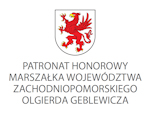 PATRONAT HONOROWY
MARSZAŁKA WOJEWÓDZTWA
ZACHODNIOPOMORSKIEGO
OLGIERDA GEBLEWICZA